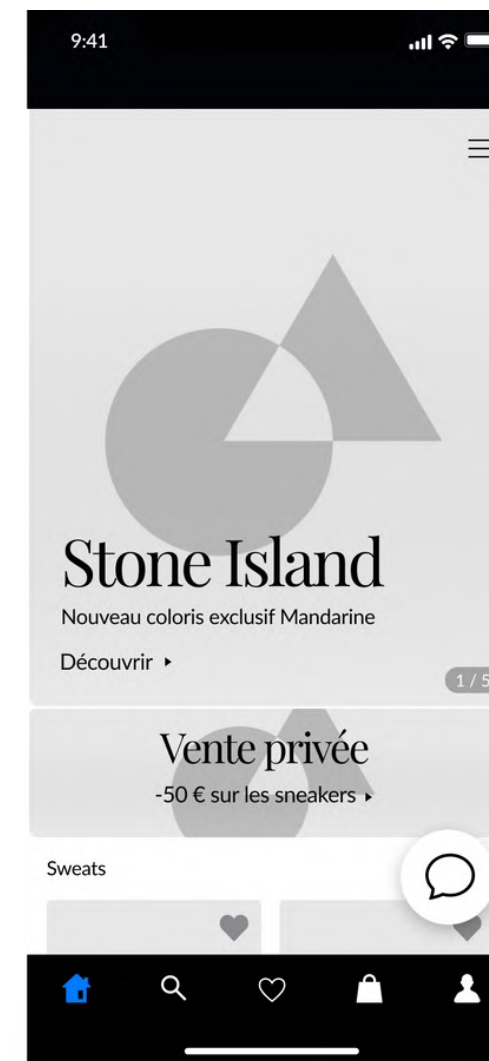 9:41
Stone Island
Nouveau coloris exclusif Mandarine
Découvrir
1 / 5
Vente privée
-50 € sur les sneakers
Sweats